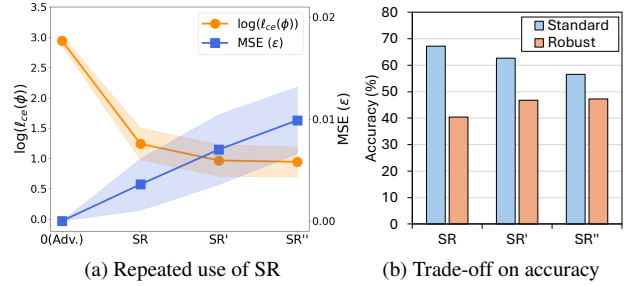 3.5
3.0
2.5
2.0
1.5
1.0
0.5
0.0
log(ℓce(ϕ))
log(ℓce(ϕ))
MSE (ε)
0.02
0.01
0.00
MSE (ε)
0(Adv.) SR SR' SR''
(a) Repeated use of SR
80
70
60
50
40
30
20
10
0
Accuracy (%)
Standard
Robust
SR SR' SR''
(b) Trade-off on accuracy